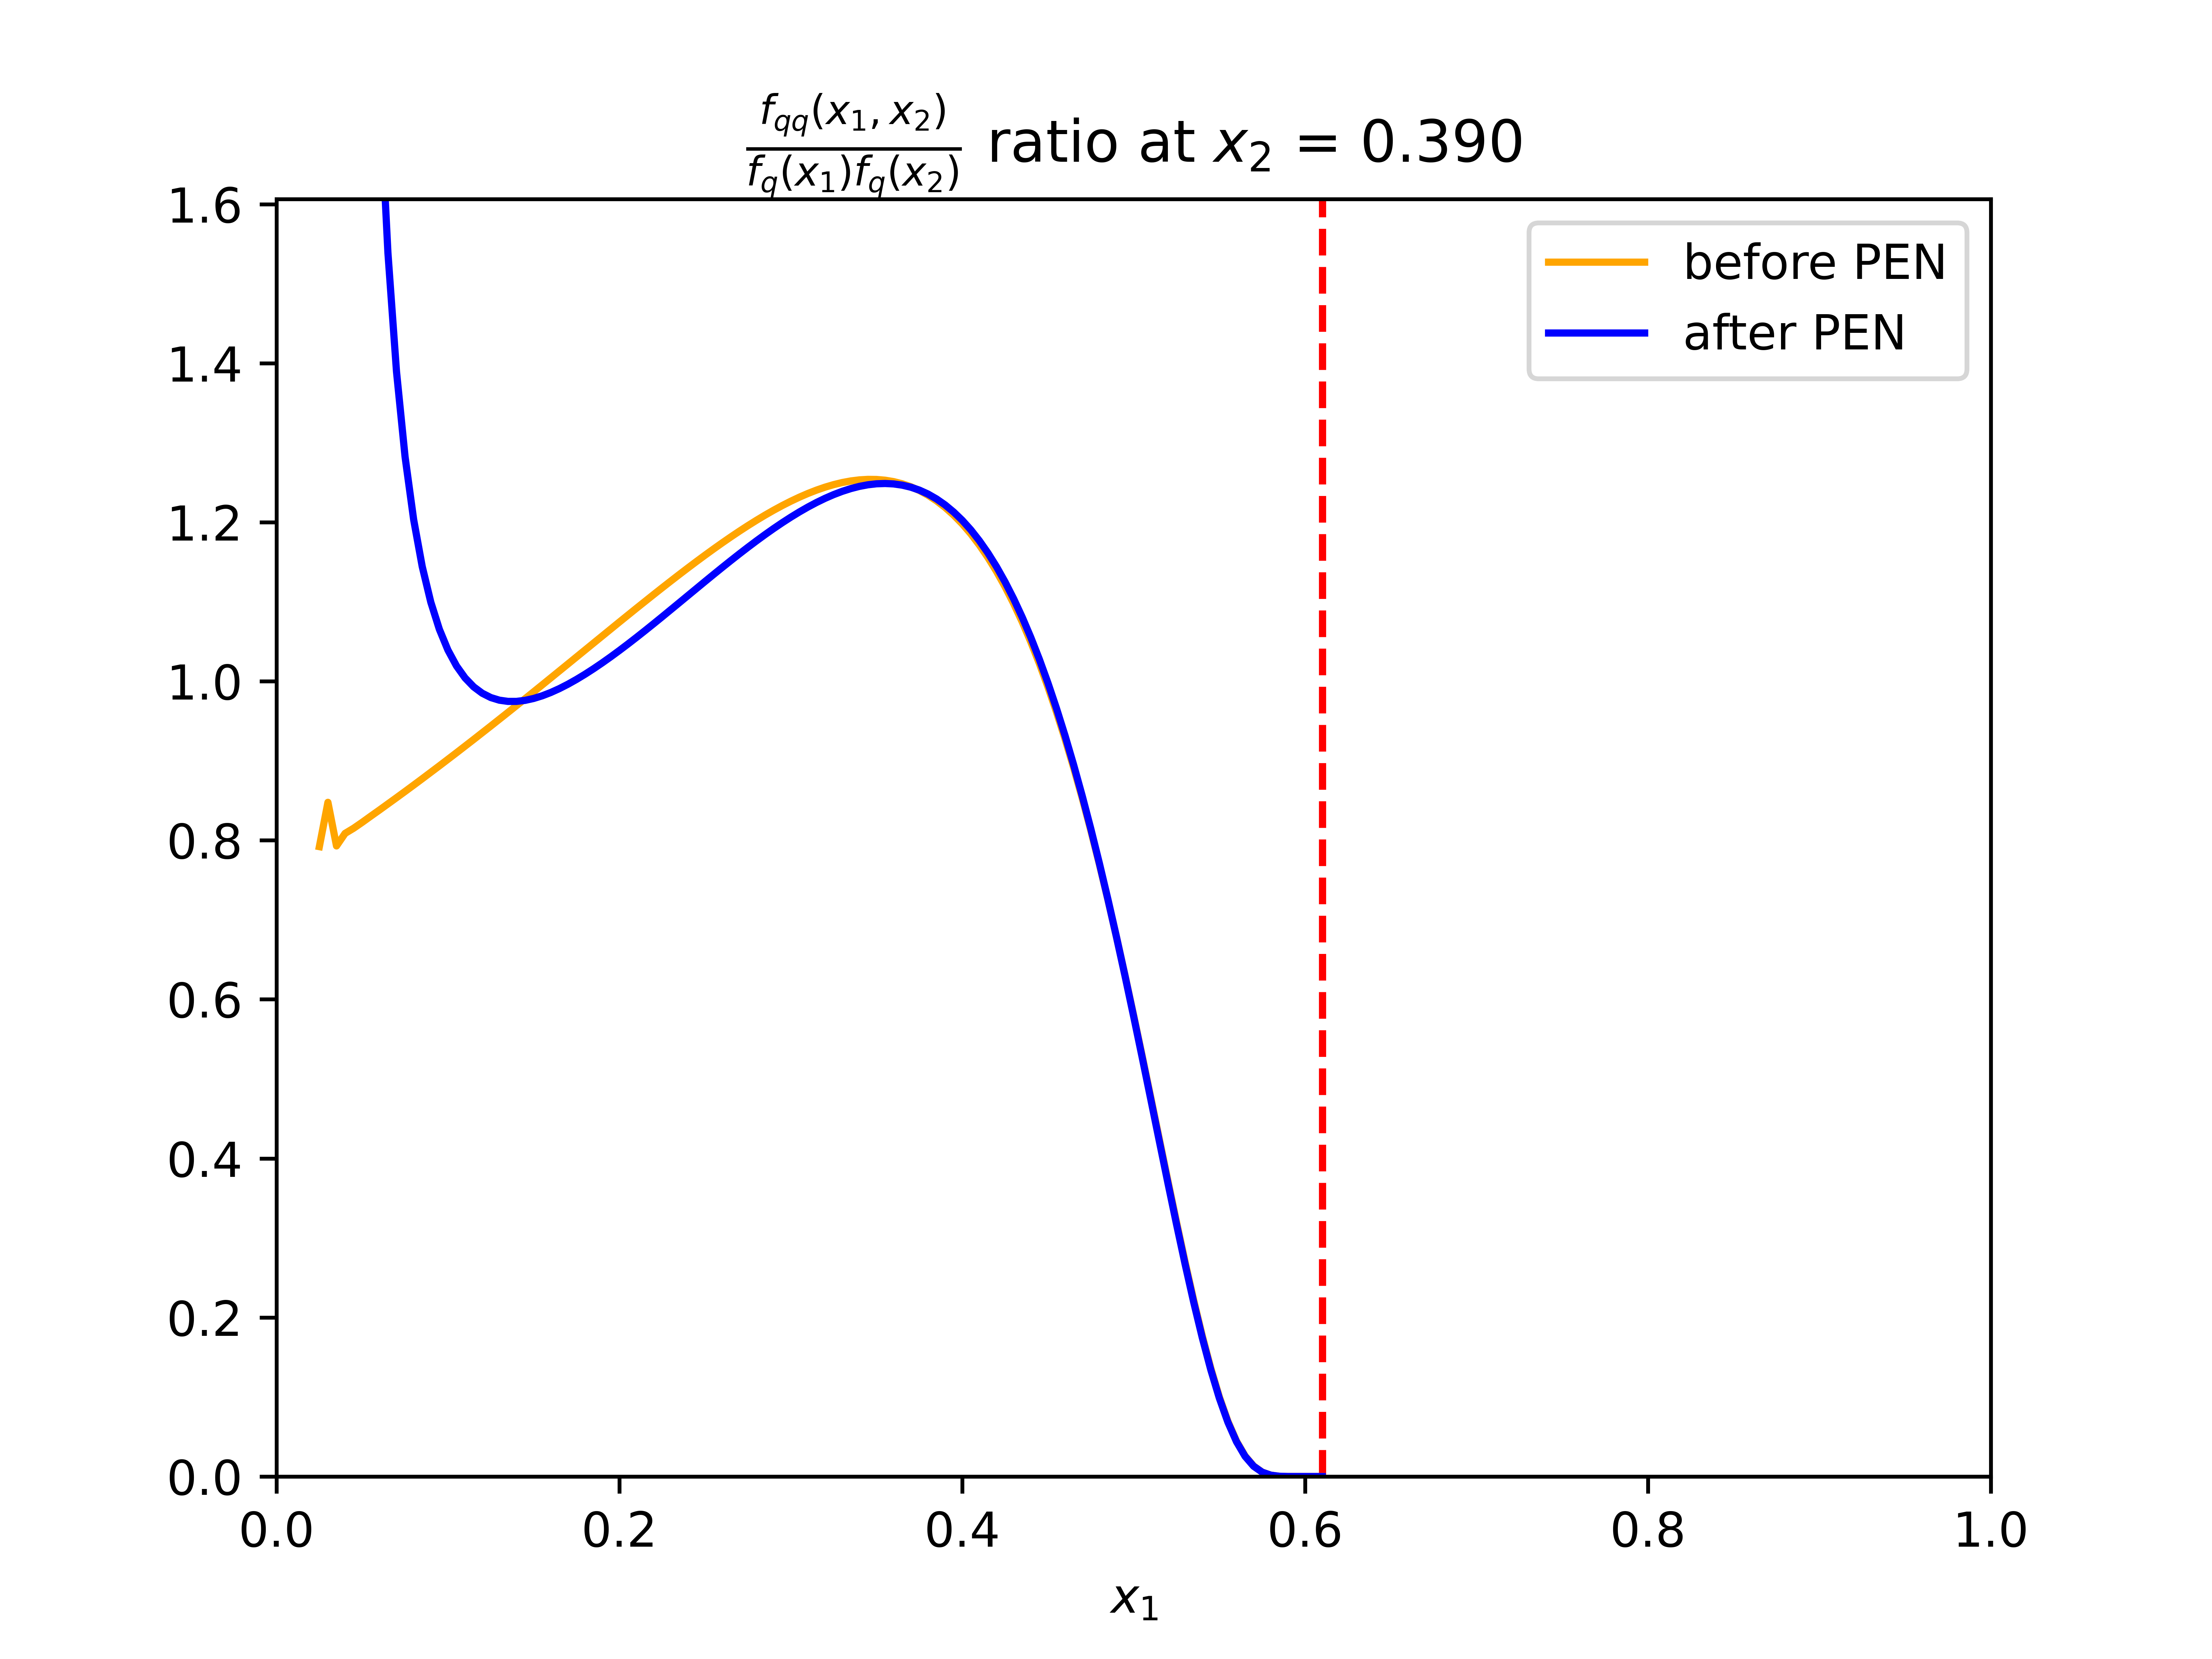 f_{qq}(x_1, x_2)
f_q(x_1)f_q(x_2)
ratio at x_2 = 0.390
1.6
1.4
1.2
1.0
0.8
0.6
0.4
0.2
0.0
before PEN
after PEN
0.0 0.2 0.4 0.6 0.8 1.0
x_1